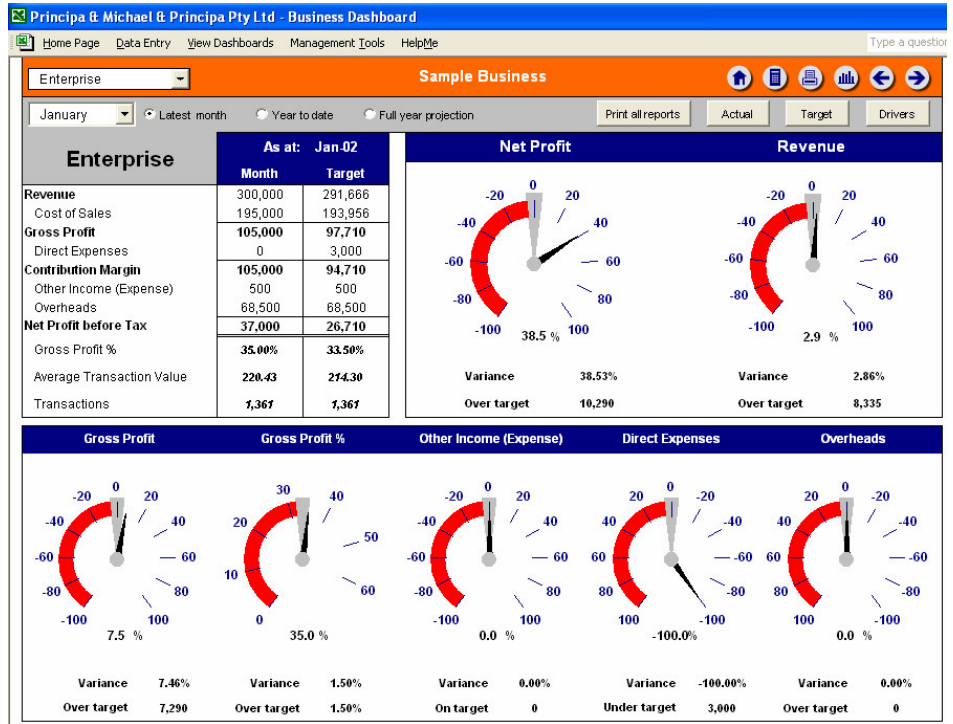 Principa & Michael & Principa Pty Ltd - Business Dashboard
Home Page Data Entry View Dashboards Management Tools HelpMe Type a question
Enterprise Sample Business
January Latest month Year to date Full year projection Print all reports Actual Target Drivers
Enterprise As at: Jan-02
Month Target
Revenue 300,000 291,666
Cost of Sales 195,000 193,956
Gross Profit 105,000 97,710
Direct Expenses 0 3,000
Contribution Margin 105,000 94,710
Other Income (Expense) 500 500
Overheads 68,500 68,500
Net Profit before Tax 37,000 26,710
Gross Profit % 35.00% 33.50%
Average Transaction Value 220.43 214.30
Transactions 1,361 1,361
Net Profit
-100 -80 -60 -40 -20 0 20 40 60 80 100
38.5 %
Variance 38.53%
Over target 10,290
Revenue
-100 -80 -60 -40 -20 0 20 40 60 80 100
2.9 %
Variance 2.86%
Over target 8,335
Gross Profit
-100 -80 -60 -40 -20 0 20 40 60 80 100
7.5 %
Variance 7.46%
Over target 7,290
Gross Profit %
0 10 20 30 40 50 60
35.0 %
Variance 1.50%
Over target 1.50%
Other Income (Expense)
-100 -80 -60 -40 -20 0 20 40 60 80 100
0.0 %
Variance 0.00%
On target 0
Direct Expenses
100 80 60 40 20 0 -20 -40 -60 -80 -100
-100.0%
Variance -100.00%
Under target 3,000
Overheads
100 80 60 40 20 0 -20 -40 -60 -80 -100
0.0 %
Variance 0.00%
Over target 0